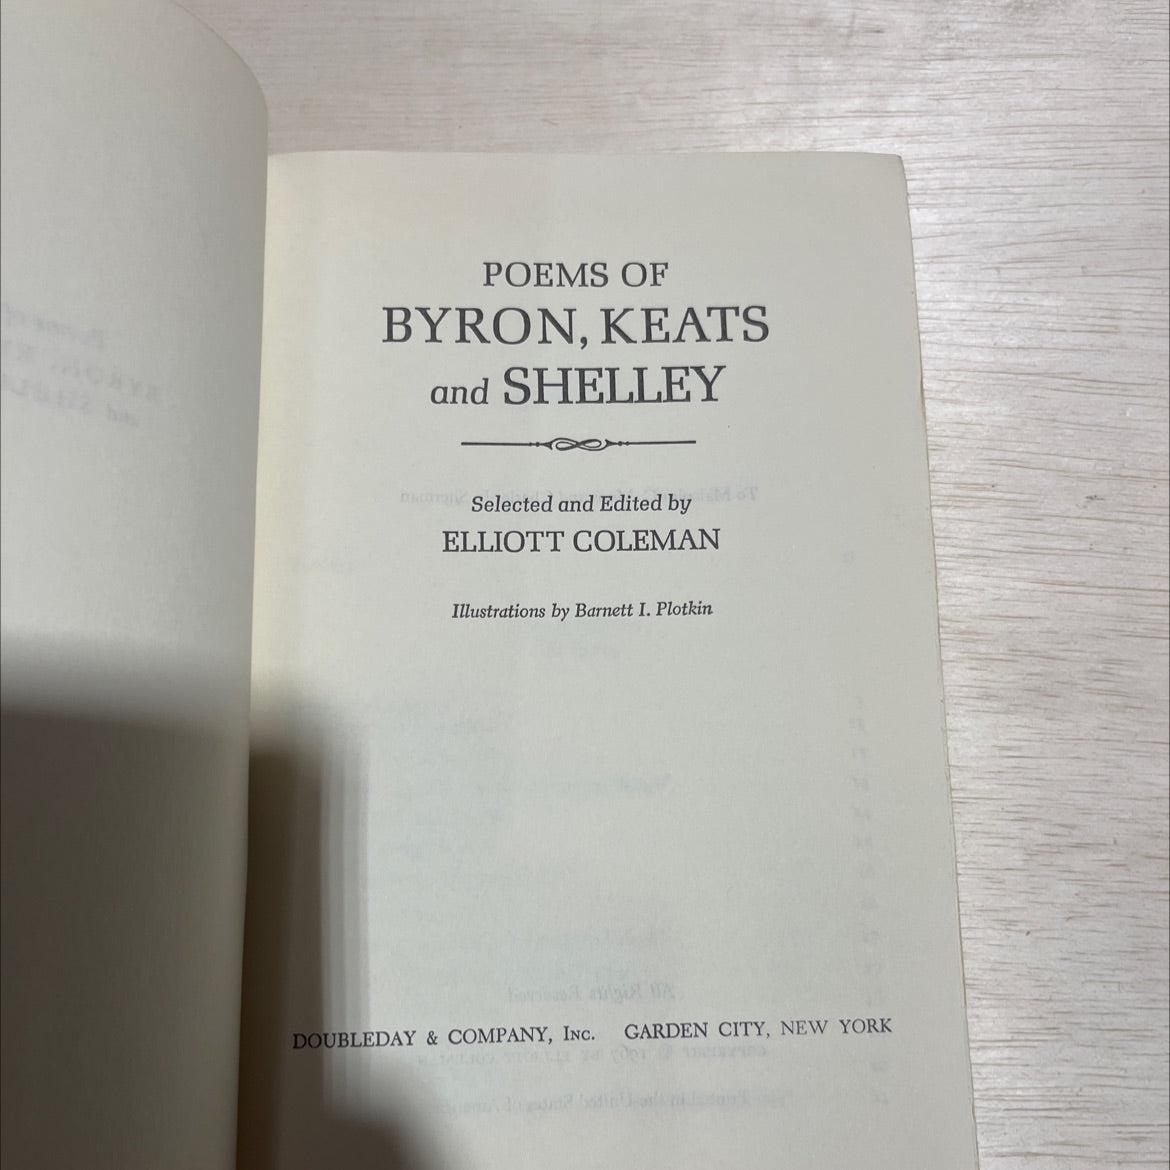 POEMS OF
BYRON, KEATS
and SHELLEY
Selected and Edited by
ELLIOTT COLEMAN
Illustrations by Barnett I. Plotkin
All Rights Reserved
DOUBLEDAY & COMPANY, Inc. GARDEN CITY, NEW YORK